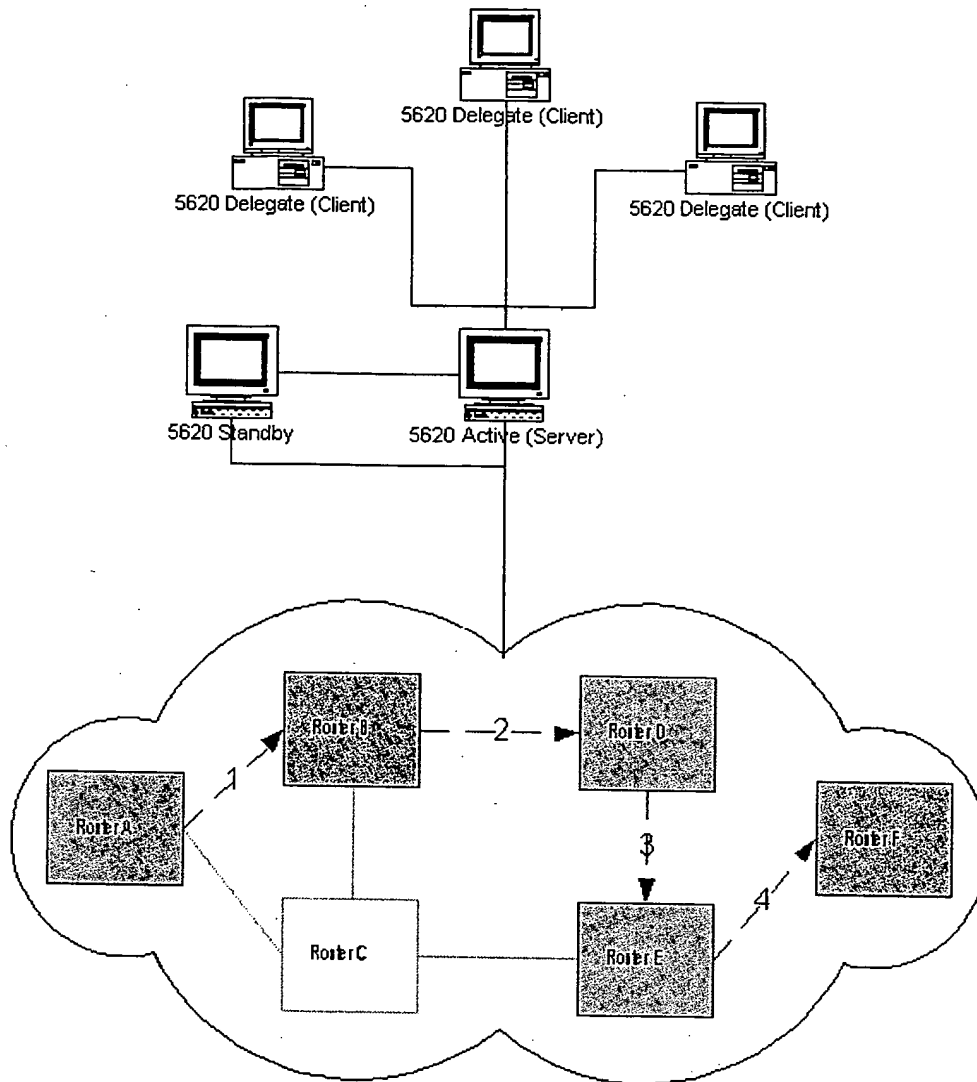 5620 Delegate (Client)
5620 Delegate (Client)
5620 Delegate (Client)
5620 Standby
5620 Active (Server)
Router B
2
Router D
1
Router A
3
Router F
4
Router C
Router E